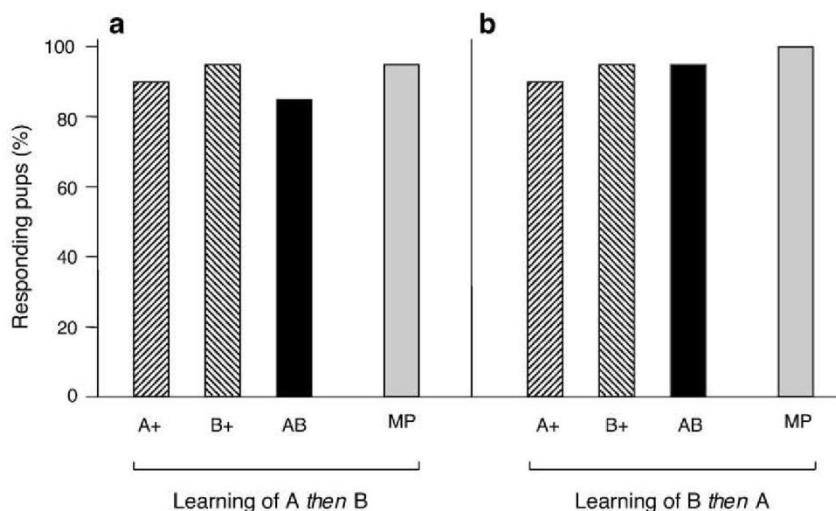 a
b
Responding pups (%)
100
80
60
40
20
0
A+ B+ AB MP
A+ B+ AB MP
Learning of A then B
Learning of B then A